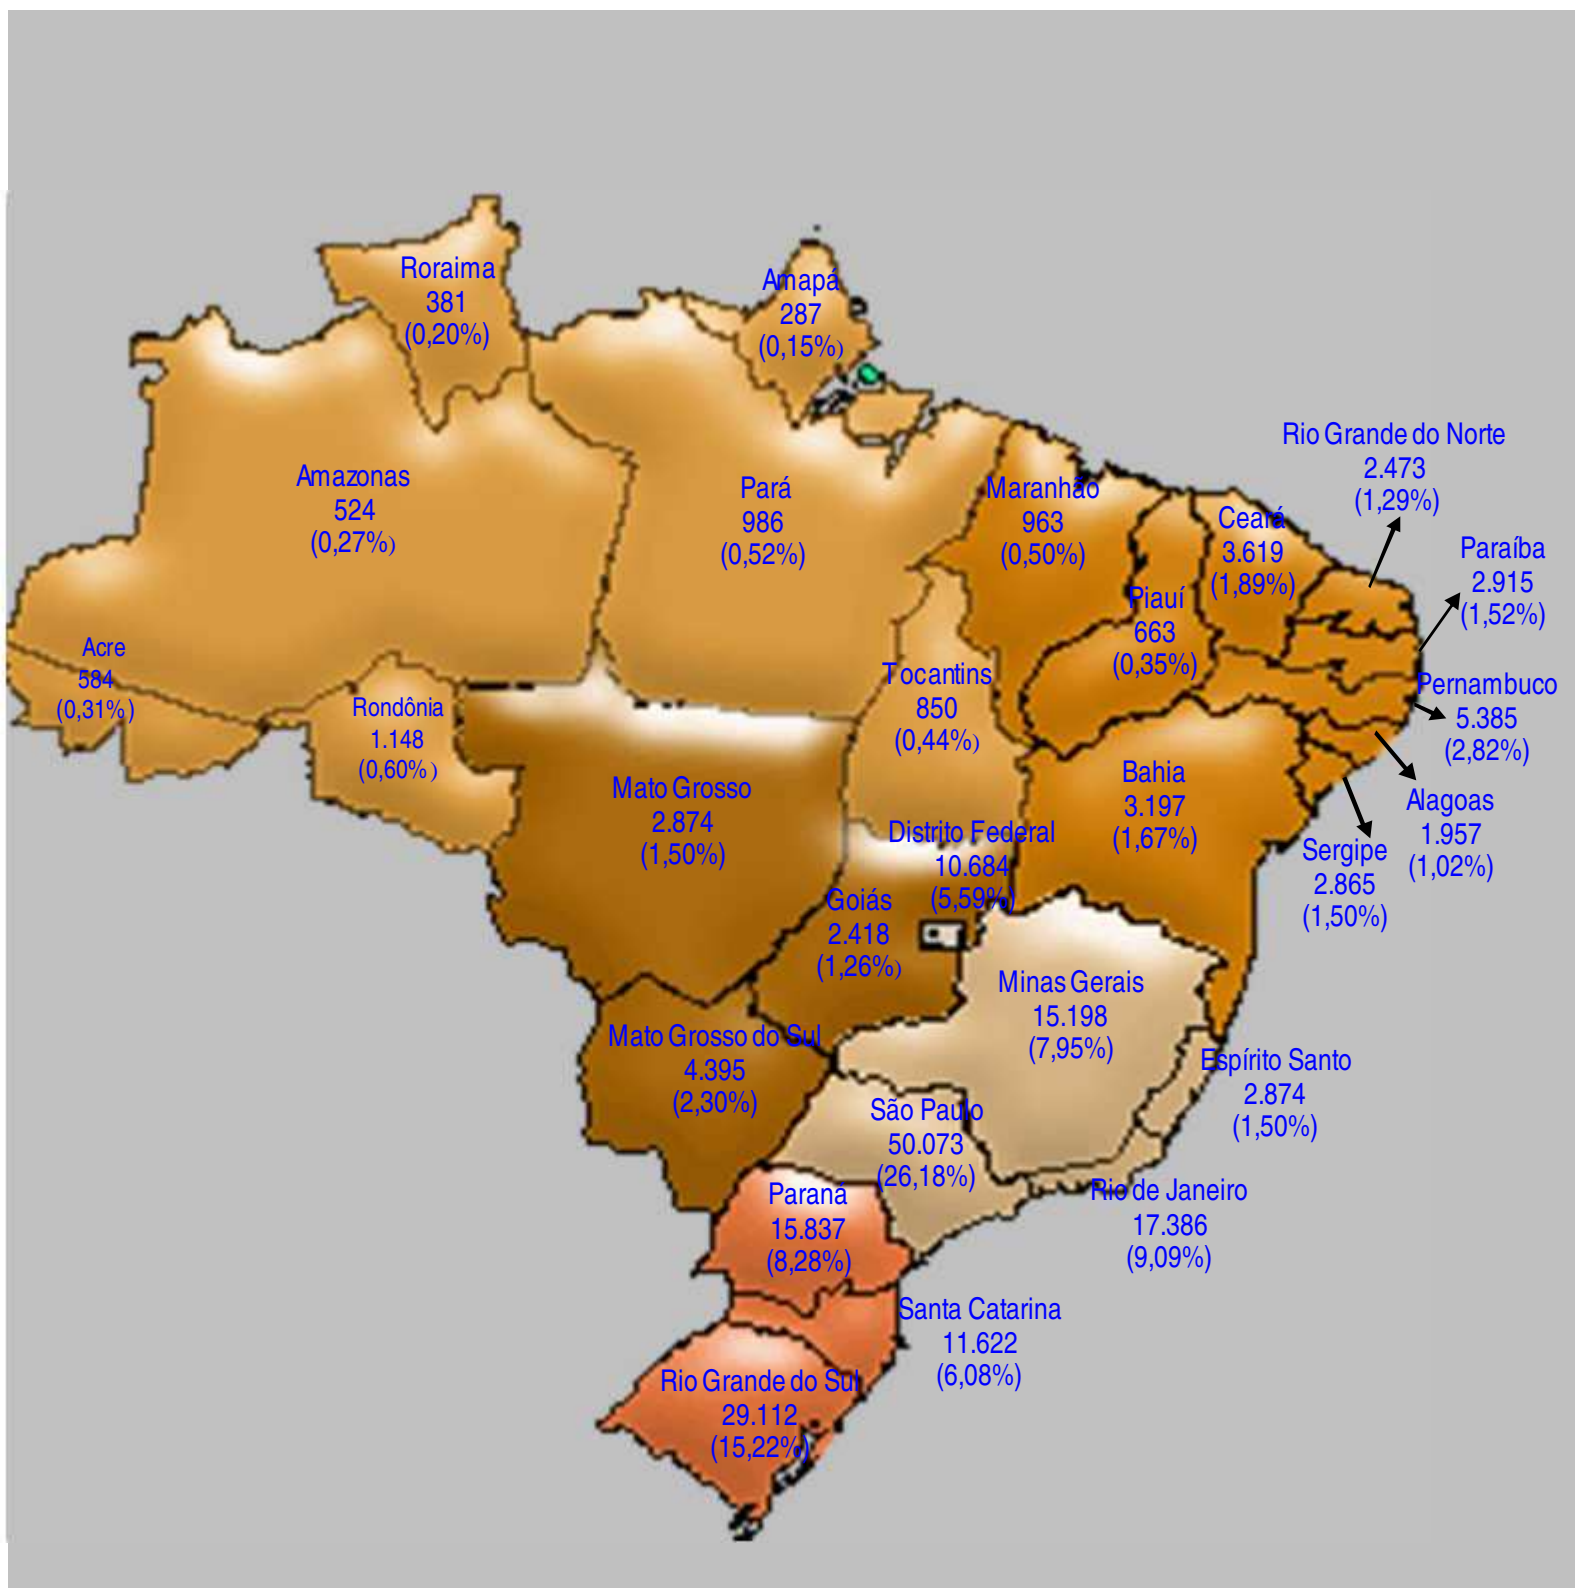 Roraima
381
(0,20%)
Amapá
287
(0,15%)
Rio Grande do Norte
2.473
(1,29%)
Amazonas
524
(0,27%)
Pará
986
(0,52%)
Maranhão
963
(0,50%)
Ceará
3.619
(1,89%)
Paraíba
2.915
(1,52%)
Piauí
663
(0,35%)
Acre
584
(0,31%)
Rondônia
1.148
(0,60%)
Tocantins
850
(0,44%)
Pernambuco
5.385
(2,82%)
Mato Grosso
2.874
(1,50%)
Bahia
3.197
(1,67%)
Alagoas
1.957
(1,02%)
Sergipe
2.865
(1,50%)
Distrito Federal
10.684
(5,59%)
Goiás
2.418
(1,26%)
Minas Gerais
15.198
(7,95%)
Mato Grosso do Sul
4.395
(2,30%)
Espírito Santo
2.874
(1,50%)
São Paulo
50.073
(26,18%)
Rio de Janeiro
17.386
(9,09%)
Paraná
15.837
(8,28%)
Santa Catarina
11.622
(6,08%)
Rio Grande do Sul
29.112
(15,22%)